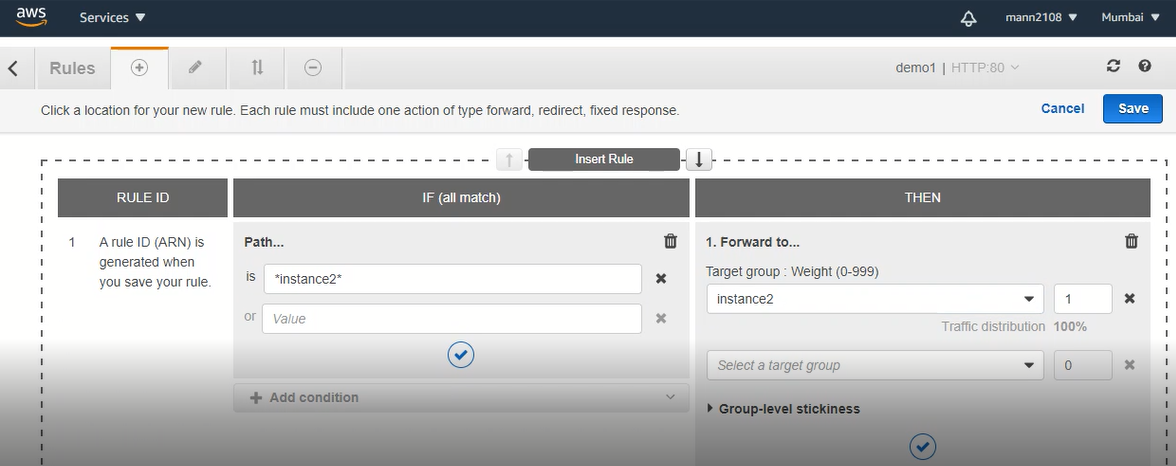 aws
Services
mann2108
Mumbai
Rules
demo1 | HTTP:80
Click a location for your new rule. Each rule must include one action of type forward, redirect, fixed response.
Cancel
Save
Insert Rule
RULE ID
IF (all match)
THEN
1
A rule ID (ARN) is
generated when
you save your rule.
Path...
is
*instance2*
or
Value
Add condition
1. Forward to...
Target group : Weight (0-999)
instance2
1
Traffic distribution 100%
Select a target group
0
Group-level stickiness